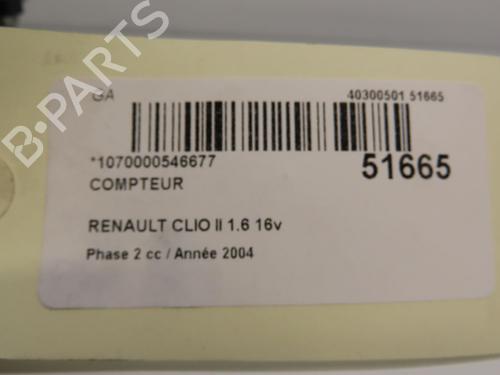 GA
40300501 51665
*1070000546677
51665
COMPTEUR
RENAULT CLIO II 1.6 16v
Phase 2 cc / Année 2004
B-PARTS